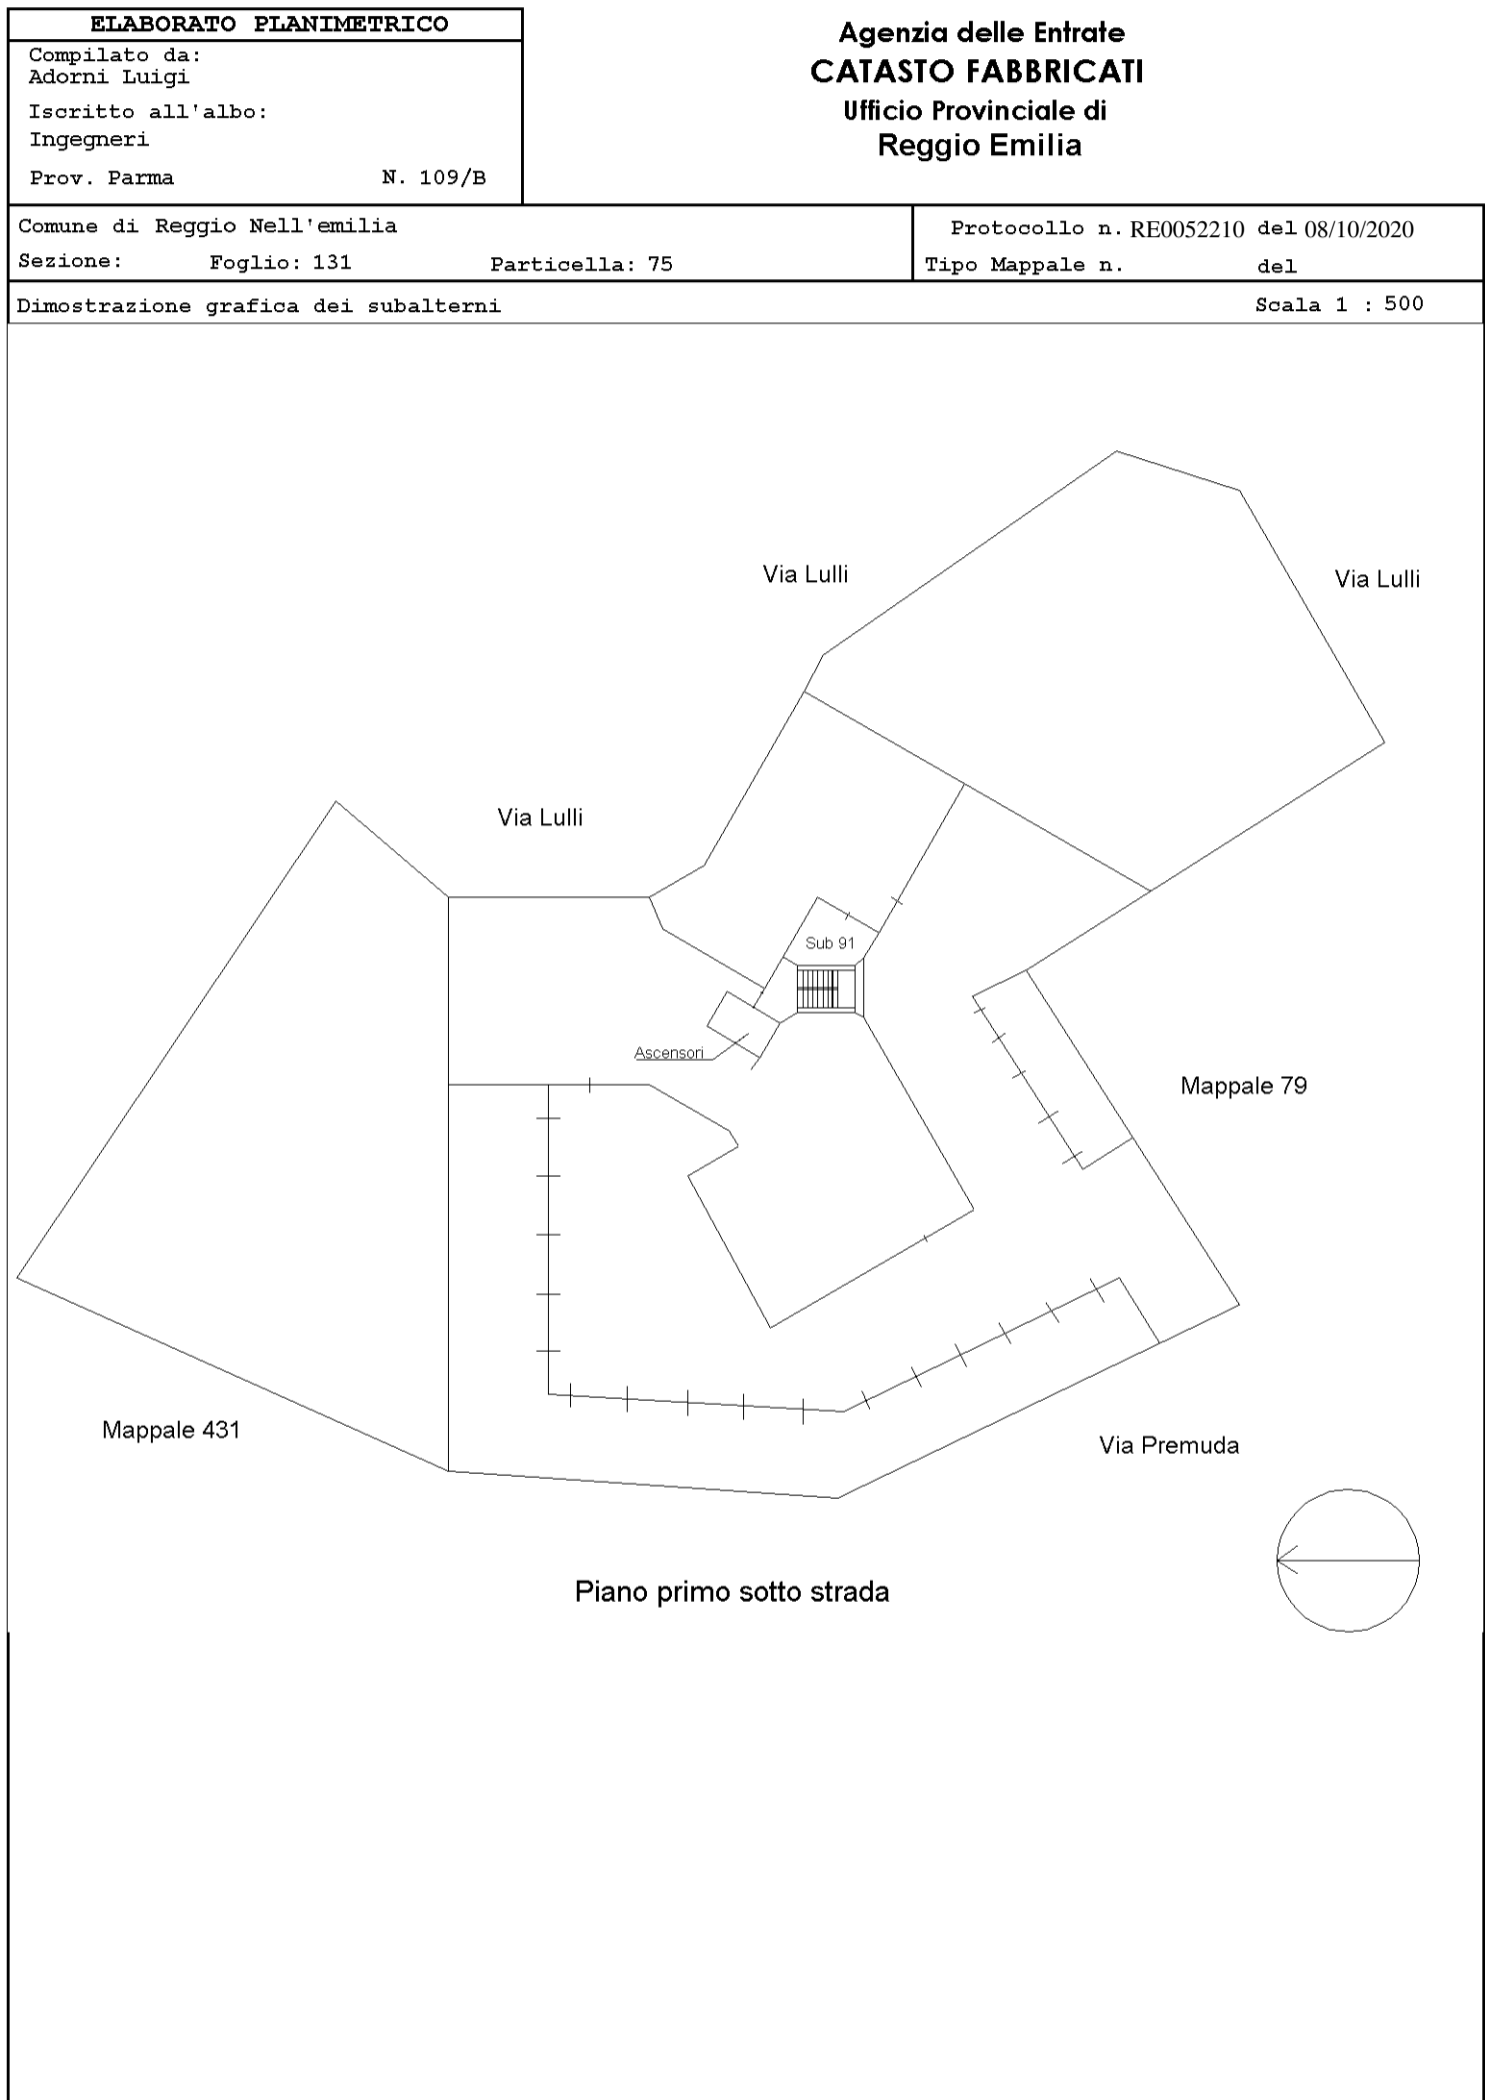 ELABORATO PLANIMETRICO
Compilato da:
Adorni Luigi
Iscritto all'albo:
Ingegneri
Prov. Parma N. 109/B
Agenzia delle Entrate
CATASTO FABBRICATI
Ufficio Provinciale di
Reggio Emilia
Comune di Reggio Nell'emilia
Sezione: Foglio: 131 Particella: 75
Protocollo n. RE0052210 del 08/10/2020
Tipo Mappale n. del
Dimostrazione grafica dei subalterni Scala 1 : 500
Via Lulli
Via Lulli
Via Lulli
Sub 91
Ascensori
Mappale 79
Mappale 431
Via Premuda
Piano primo sotto strada